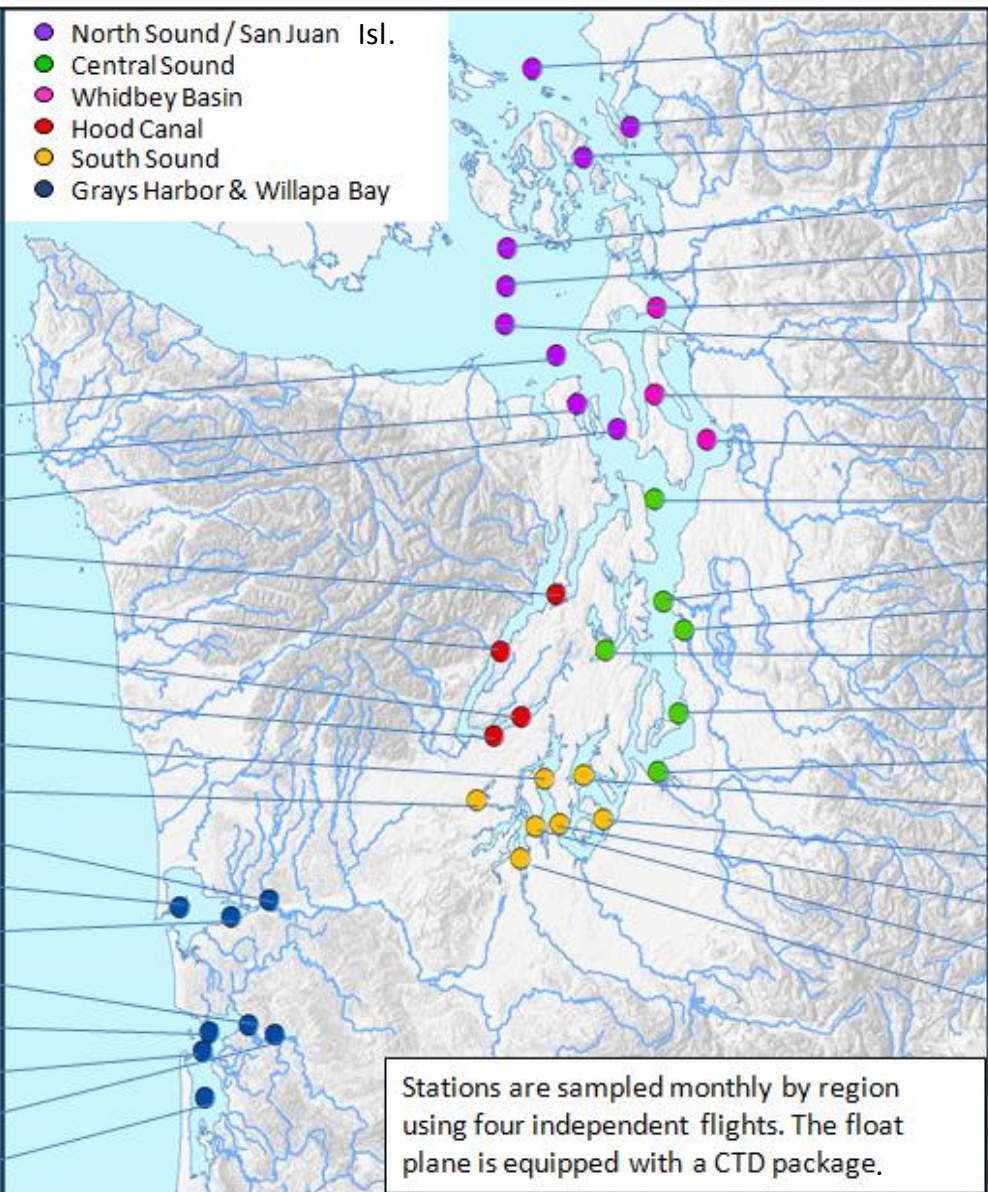 North Sound / San Juan Isl.
Central Sound
Whidbey Basin
Hood Canal
South Sound
Grays Harbor & Willapa Bay
Stations are sampled monthly by region
using four independent flights. The float
plane is equipped with a CTD package.